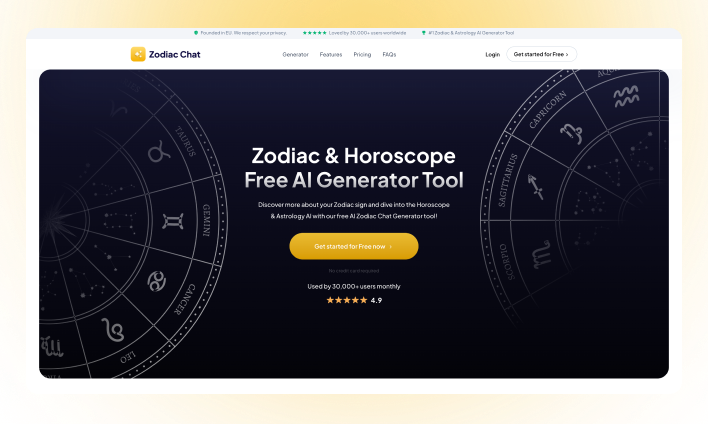 Founded in EU. We respect your privacy.
Loved by 30,000+ users worldwide
#1 Zodiac & Astrology AI Generator Tool
Zodiac Chat
Generator
Features
Pricing
FAQs
Login
Get started for Free ›
TAURUS
GEMINI
CANCER
LEO
AQU
CAPRICORN
SAGITTARIUS
SCORPIO
Zodiac & Horoscope
Free AI Generator Tool
Discover more about your Zodiac sign and dive into the Horoscope
& Astrology AI with our free AI Zodiac Chat Generator tool!
Get started for Free now ›
No credit card required
Used by 30,000+ users monthly
4.9